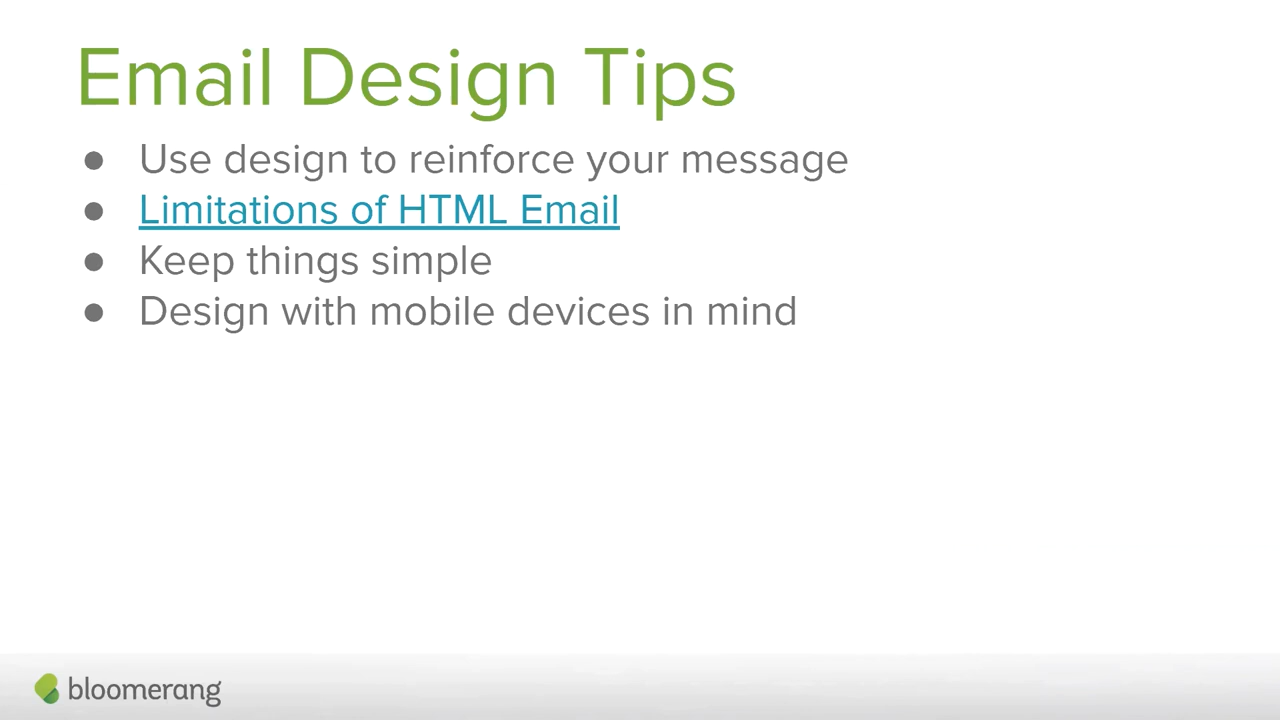 Email Design Tips
● Use design to reinforce your message
● Limitations of HTML Email
● Keep things simple
● Design with mobile devices in mind
bloomerang